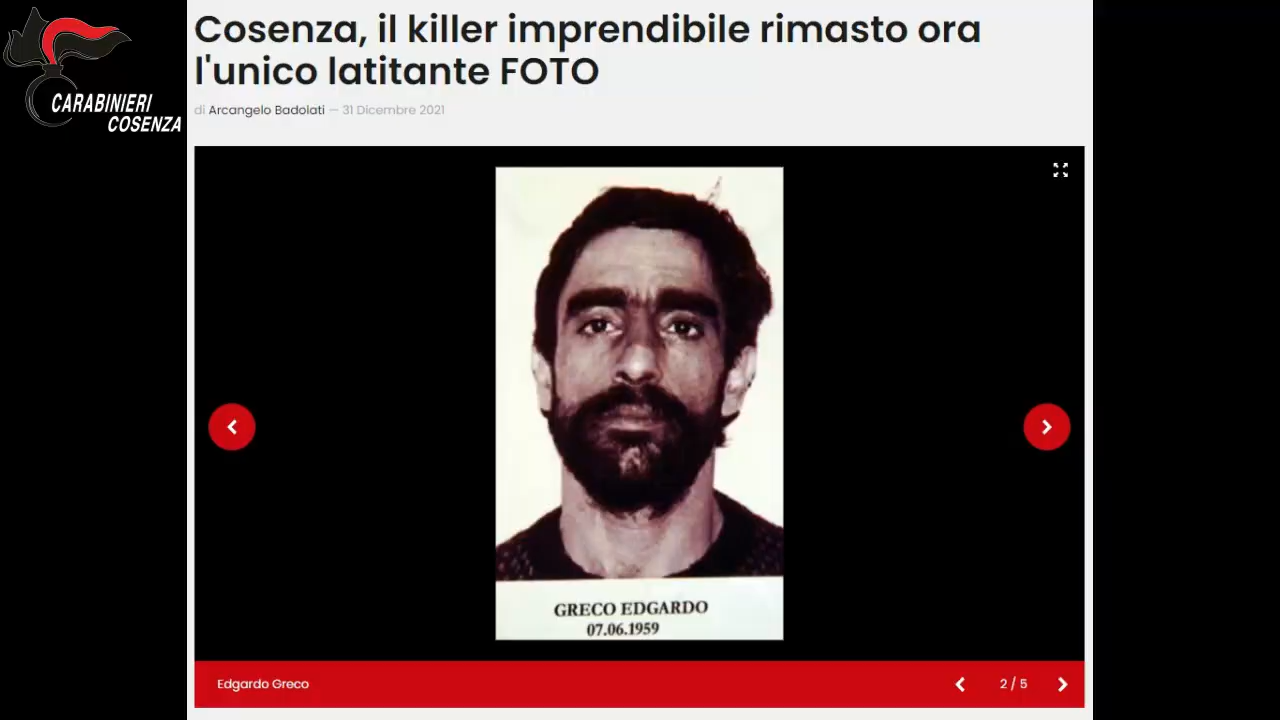 CARABINIERI
COSENZA
Cosenza, il killer imprendibile rimasto ora
l'unico latitante FOTO
di Arcangelo Badolati — 31 Dicembre 2021
GRECO EDGARDO
07.06.1959
Edgardo Greco
2 / 5